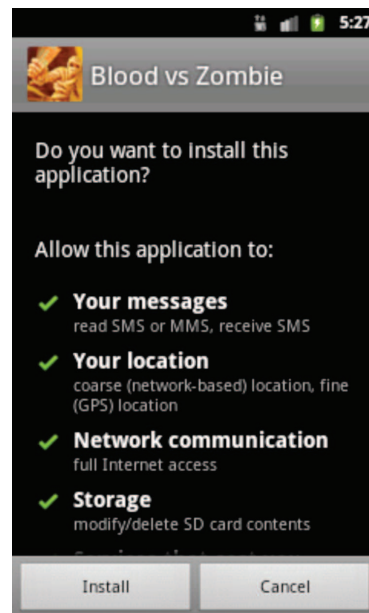 5:27
Blood vs Zombie
Do you want to install this
application?
Allow this application to:
Your messages
read SMS or MMS, receive SMS
Your location
coarse (network-based) location, fine
(GPS) location
Network communication
full Internet access
Storage
modify/delete SD card contents
Install
Cancel